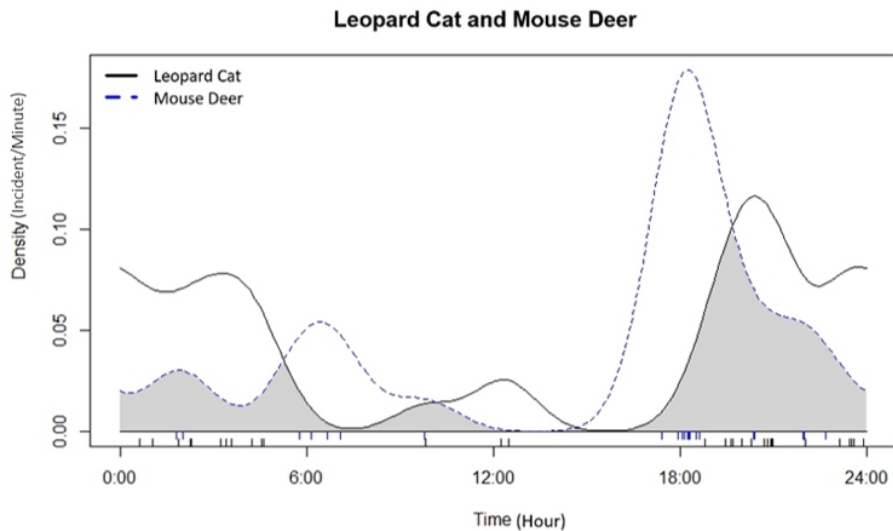 Leopard Cat and Mouse Deer
Leopard Cat
Mouse Deer
Density (Incident/Minute)
0.15
0.10
0.05
0.00
0:00 6:00 12:00 18:00 24:00
Time (Hour)